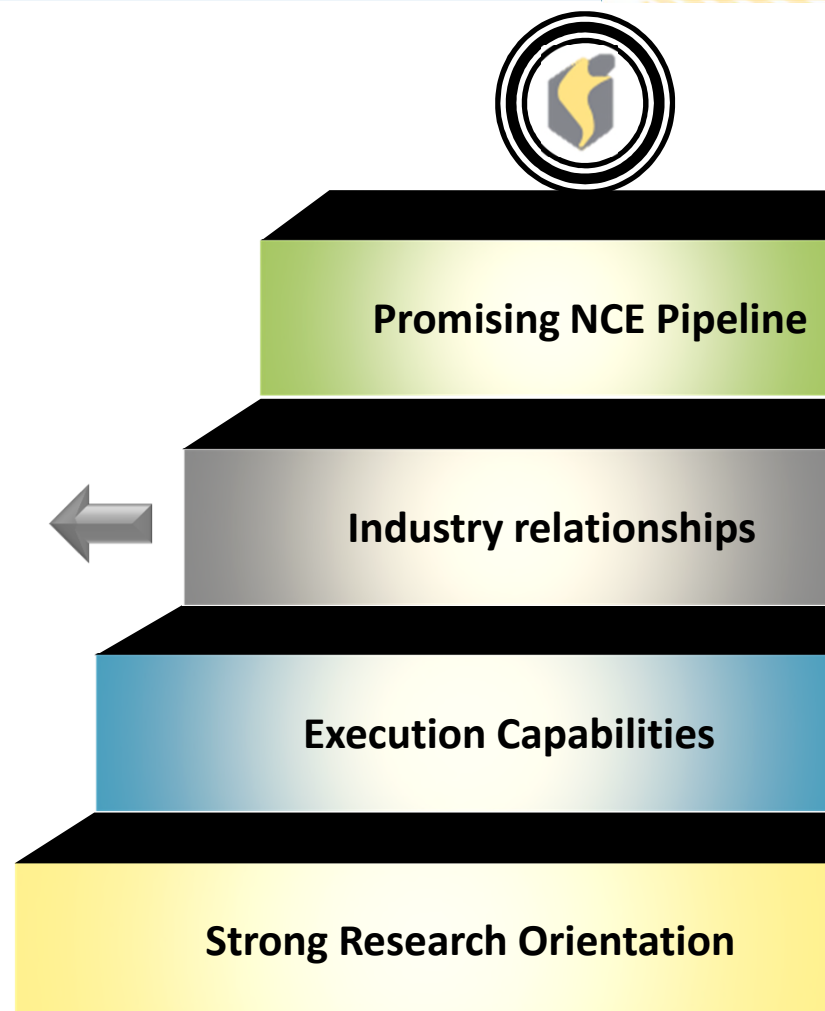 Promising NCE Pipeline
Industry relationships
Execution Capabilities
Strong Research Orientation